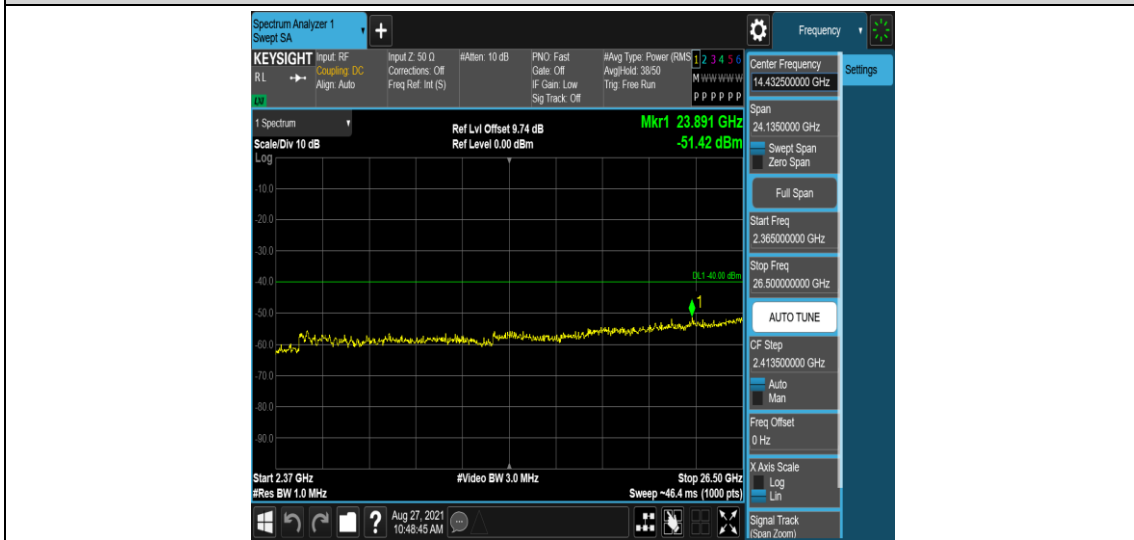 Spectrum Analyzer 1
Swept SA
Frequency
KEYSIGHT
RL
LXI
Input: RF
Coupling: DC
Align: Auto
Input Z: 50 Ω
Corrections: Off
Freq Ref: Int (S)
#Atten: 10 dB
PNO: Fast
Gate: Off
IF Gain: Low
Sig Track: Off
#Avg Type: Power (RMS
Avg|Hold: 38/50
Trig: Free Run
1 2 3 4 5 6
M W W W W W
P P P P P P
Center Frequency
14.432500000 GHz
Settings
1 Spectrum
Scale/Div 10 dB
Ref Lvl Offset 9.74 dB
Ref Level 0.00 dBm
Mkr1 23.891 GHz
-51.42 dBm
Span
24.1350000 GHz
Swept Span
Zero Span
Full Span
Start Freq
2.365000000 GHz
Stop Freq
26.500000000 GHz
AUTO TUNE
CF Step
2.413500000 GHz
Auto
Man
Freq Offset
0 Hz
X Axis Scale
Log
Lin
Signal Track
(Span Zoom)
Log
-10.0
-20.0
-30.0
-40.0
DL1 -40.00 dBm
-50.0
1
-60.0
-70.0
-80.0
-90.0
Start 2.37 GHz
#Video BW 3.0 MHz
Stop 26.50 GHz
#Res BW 1.0 MHz
Sweep ~46.4 ms (1000 pts)
?
Aug 27, 2021
10:48:45 AM